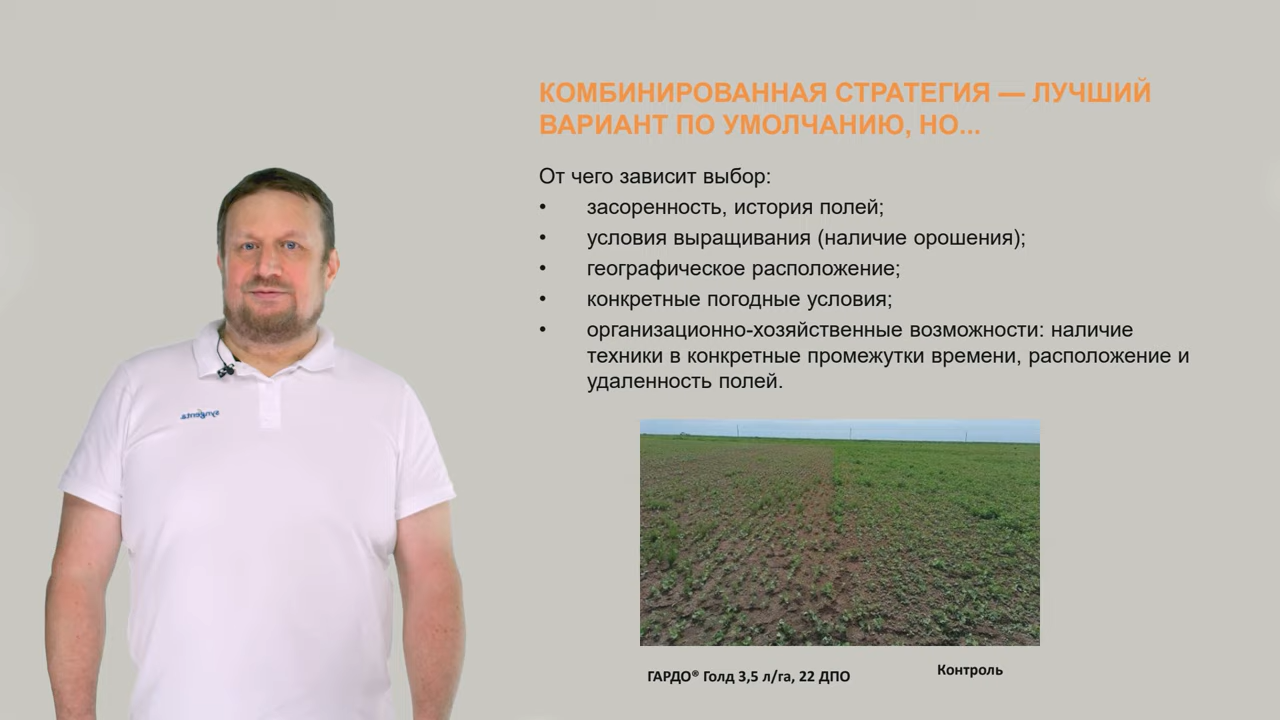 КОМБИНИРОВАННАЯ СТРАТЕГИЯ — ЛУЧШИЙ
ВАРИАНТ ПО УМОЛЧАНИЮ, НО...
От чего зависит выбор:
• засоренность, история полей;
• условия выращивания (наличие орошения);
• географическое расположение;
• конкретные погодные условия;
• организационно-хозяйственные возможности: наличие
техники в конкретные промежутки времени, расположение и
удаленность полей.
syngenta
ГАРДО® Голд 3,5 л/га, 22 ДПО
Контроль